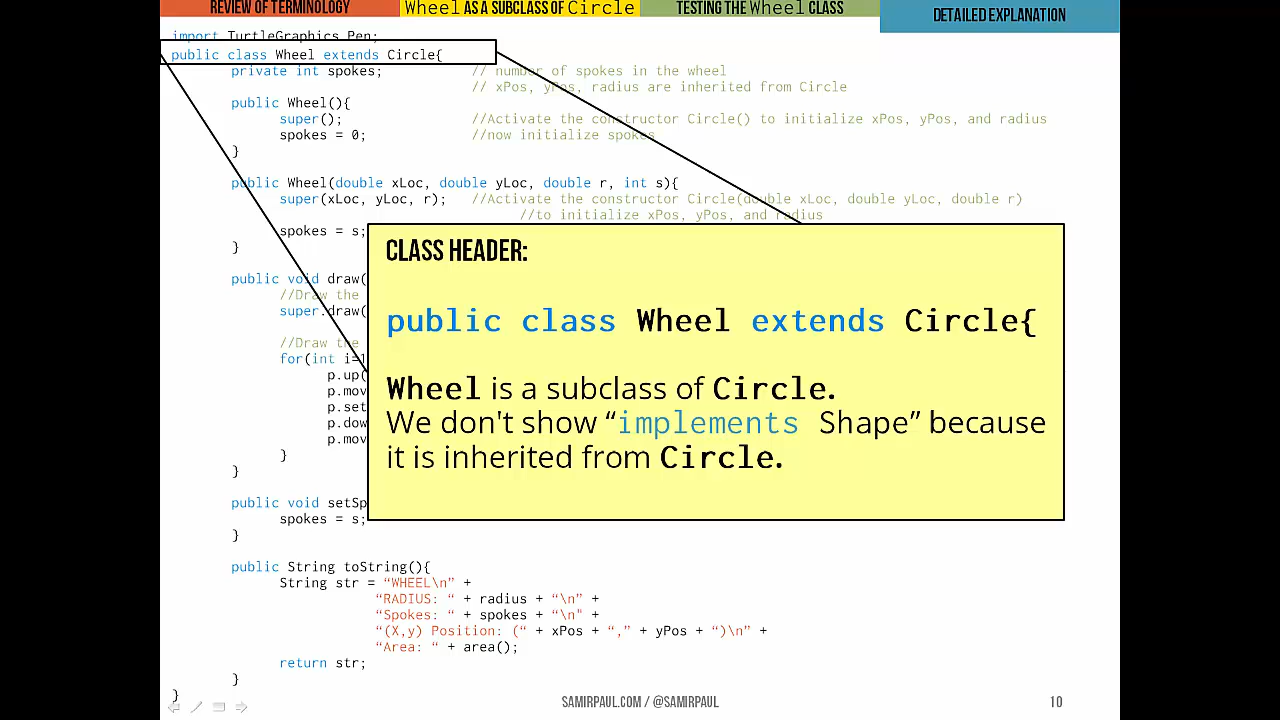 REVIEW OF TERMINOLOGY
Wheel AS A SUBCLASS OF Circle
TESTING THE Wheel CLASS
DETAILED EXPLANATION
import TurtleGraphics.Pen;
public class Wheel extends Circle{
private int spokes; // number of spokes in the wheel
// xPos, yPos, radius are inherited from Circle
public Wheel(){
super(); //Activate the constructor Circle() to initialize xPos, yPos, and radius
spokes = 0; //now initialize spokes
}
public Wheel(double xLoc, double yLoc, double r, int s){
super(xLoc, yLoc, r); //Activate the constructor Circle(double xLoc, double yLoc, double r)
//to initialize xPos, yPos, and radius
spokes = s;
}
public void draw(
//Draw the
super.draw(
//Draw the
for(int i=1
p.up(
p.mov
p.set
p.dow
p.mov
}
}
public void setSp
spokes = s;
}
CLASS HEADER:
public class Wheel extends Circle{
Wheel is a subclass of Circle.
We don't show “implements Shape” because
it is inherited from Circle.
public String toString(){
String str = “WHEEL\n” +
“RADIUS: “ + radius + “\n” +
“Spokes: “ + spokes + “\n" +
“(X,y) Position: (“ + xPos + “,” + yPos + “)\n” +
“Area: “ + area();
return str;
}
}
SAMIRPAUL.COM / @SAMIRPAUL
10